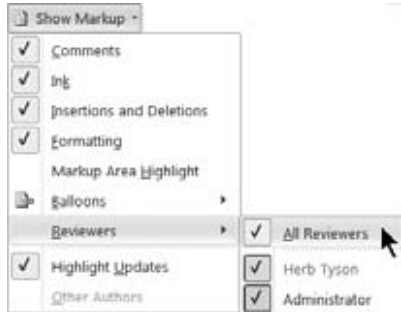 Show Markup
Comments
Ink
Insertions and Deletions
Formatting
Markup Area Highlight
Balloons
Reviewers
All Reviewers
Highlight Updates
Herb Tyson
Other Authors
Administrator